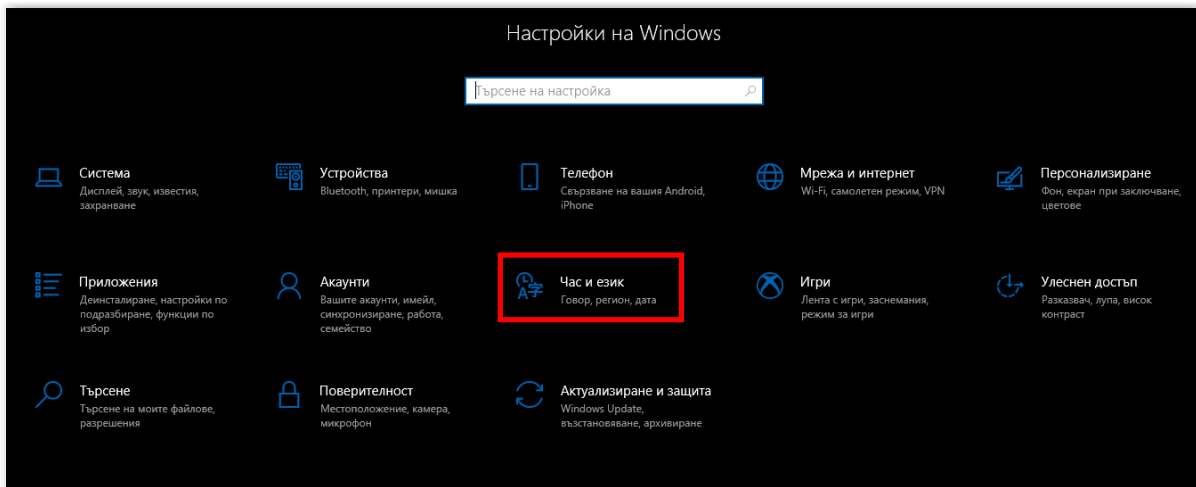 Настройки на Windows
Търсене на настройка
Система
Дисплей, звук, известия,
захранване
Устройства
Bluetooth, принтери, мишка
Телефон
Свързване на вашия Android,
iPhone
Мрежа и интернет
Wi-Fi, самолетен режим, VPN
Персонализиране
Фон, екран при заключване,
цветове
Приложения
Деинсталиране, настройки по
подразбиране, функции по
избор
Акаунти
Вашите акаунти, имейл,
синхронизиране, работа,
семейство
Час и език
Говор, регион, дата
Игри
Лента с игри, заснемания,
режим за игри
Улеснен достъп
Разказвач, лупа, висок
контраст
Търсене
Търсене на моите файлове,
разрешения
Поверителност
Местоположение, камера,
микрофон
Актуализиране и защита
Windows Update,
възстановяване, архивиране